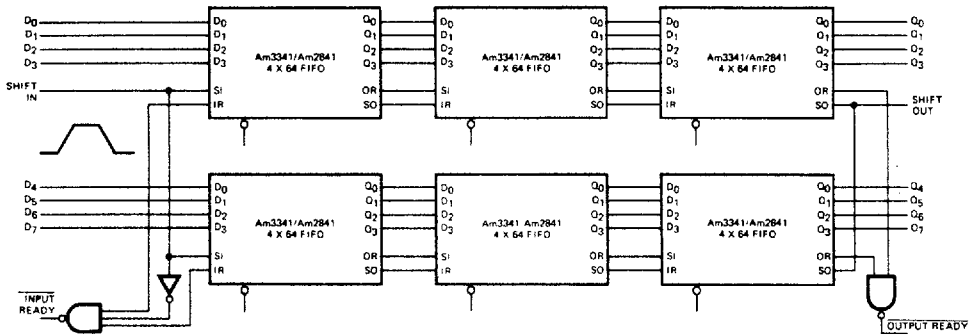 D0 D0 Q0 D0 Q0 D0 Q0 Q0
D1 D1 Q1 D1 Q1 D1 Q1 Q1
D2 D2 Q2 D2 Q2 D2 Q2 Q2
D3 D3 Q3 D3 Q3 D3 Q3 Q3
Am3341/Am2841 Am3341/Am2841 Am3341/Am2841
4 X 64 FIFO 4 X 64 FIFO 4 X 64 FIFO
SHIFT IN SI OR SI OR SI OR
IR SO IR SO IR SO SHIFT OUT
D4 D0 Q0 D0 Q0 D0 Q0 Q4
D5 D1 Q1 D1 Q1 D1 Q1 Q5
D6 D2 Q2 D2 Q2 D2 Q2 Q6
D7 D3 Q3 D3 Q3 D3 Q3 Q7
Am3341/Am2841 Am3341 Am2841 Am3341/Am2841
4 X 64 FIFO 4 X 64 FIFO 4 X 64 FIFO
SI OR SI OR SI OR
IR SO IR SO IR SO
INPUT READY
OUTPUT READY